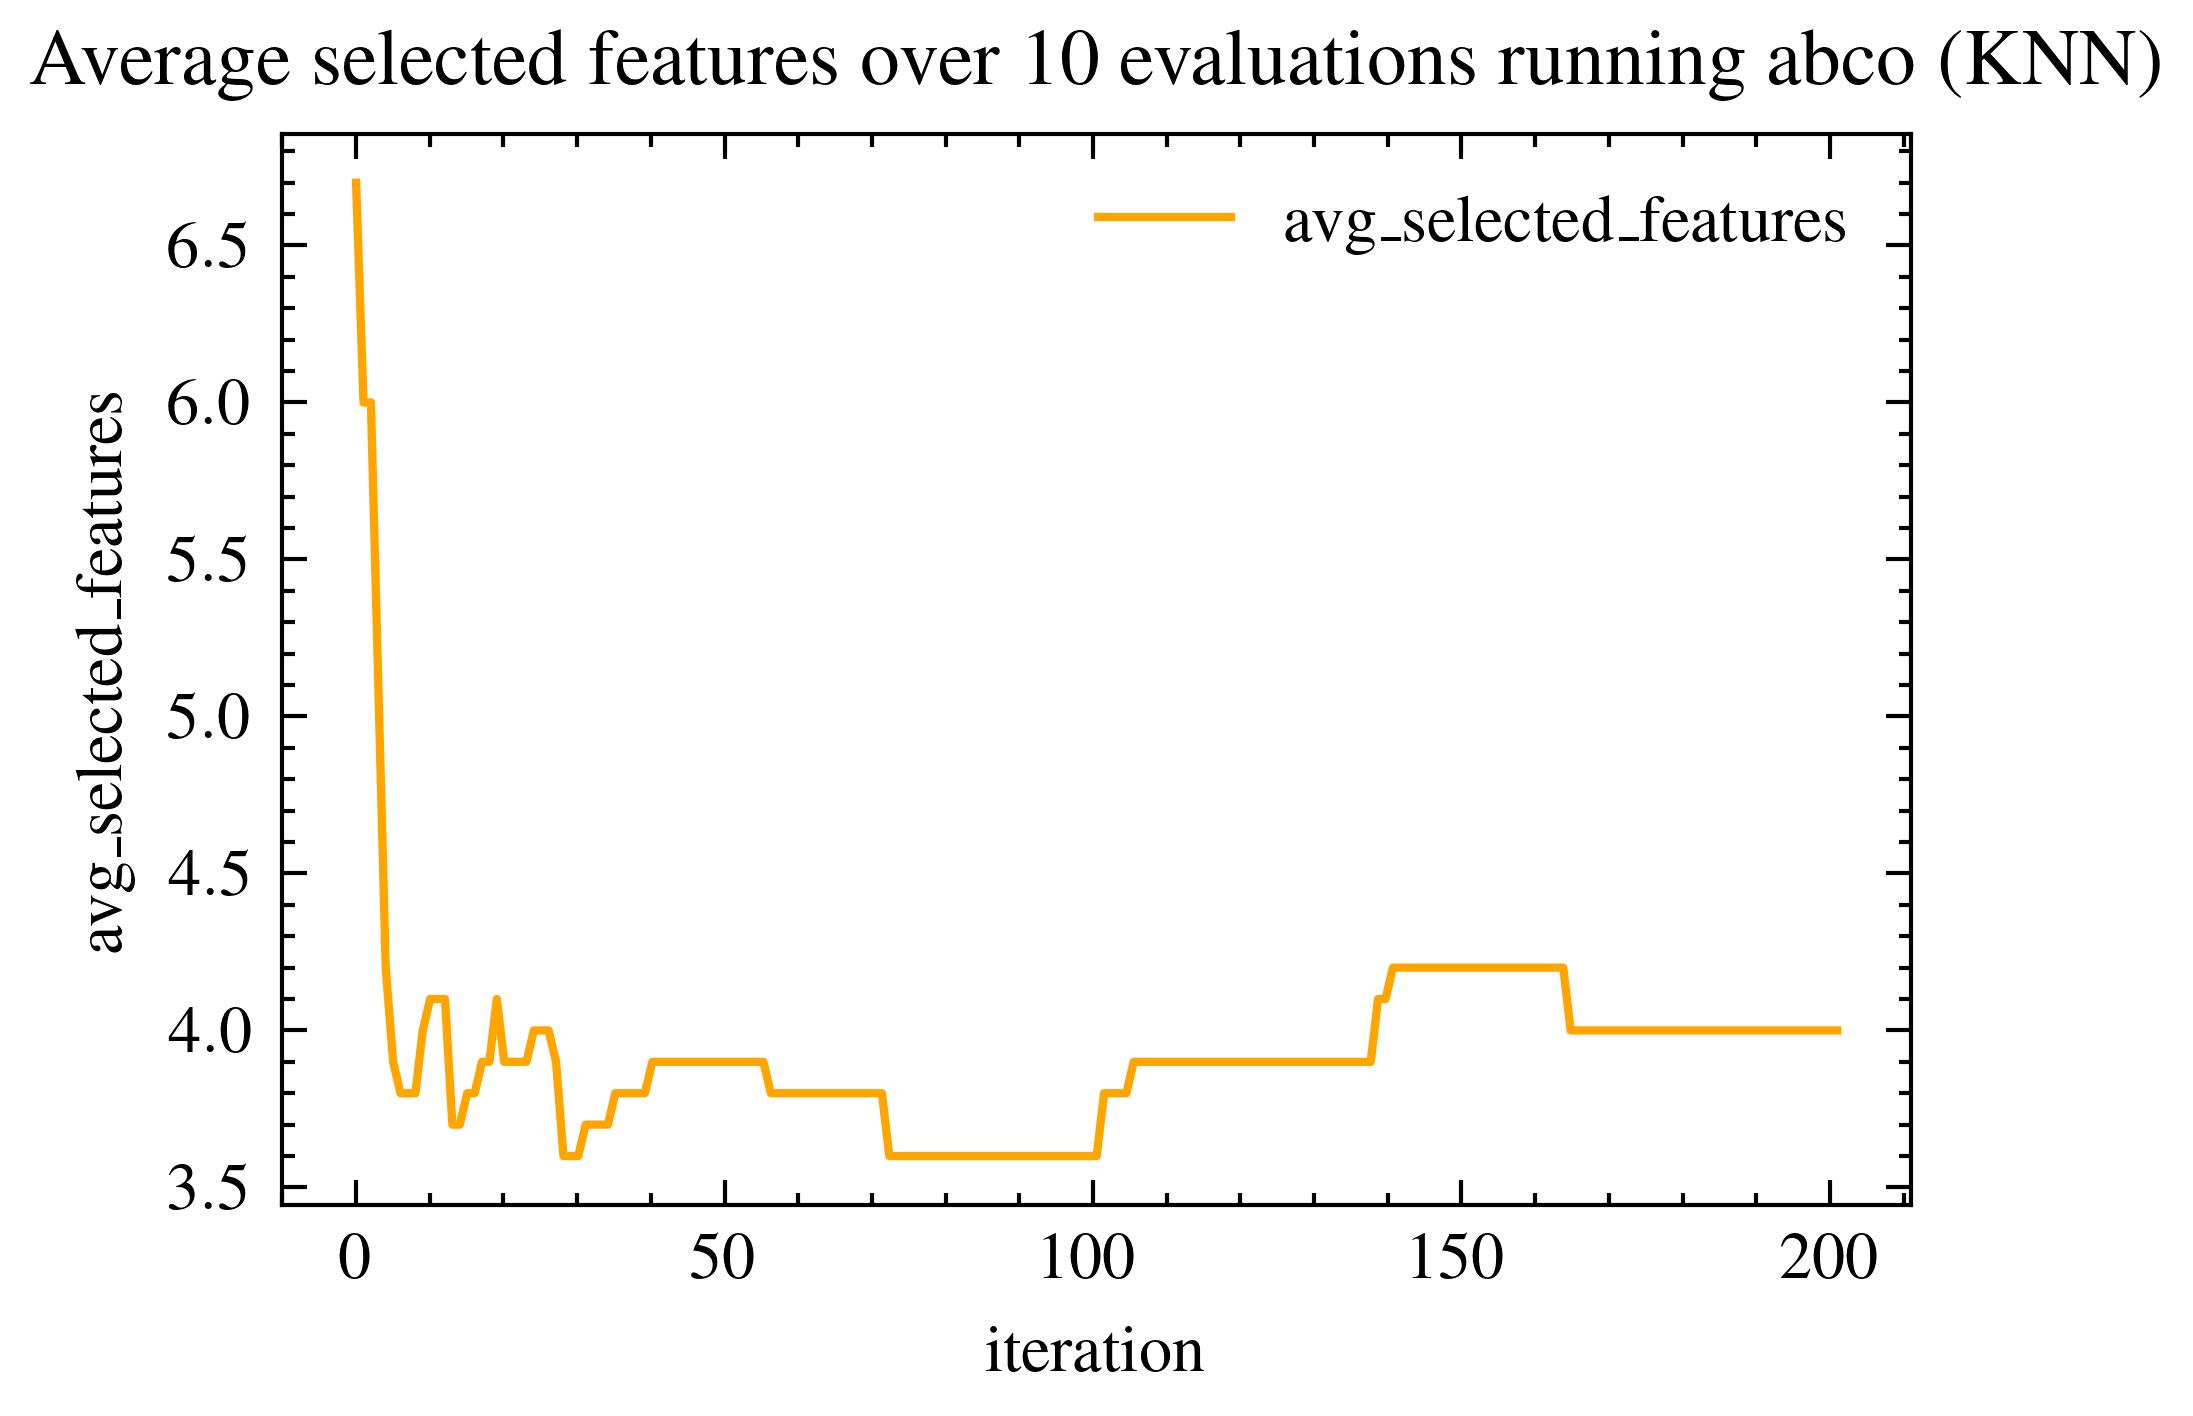 Average selected features over 10 evaluations running abco (KNN)
avg_selected_features
avg_selected_features
6.5
6.0
5.5
5.0
4.5
4.0
3.5
0 50 100 150 200
iteration